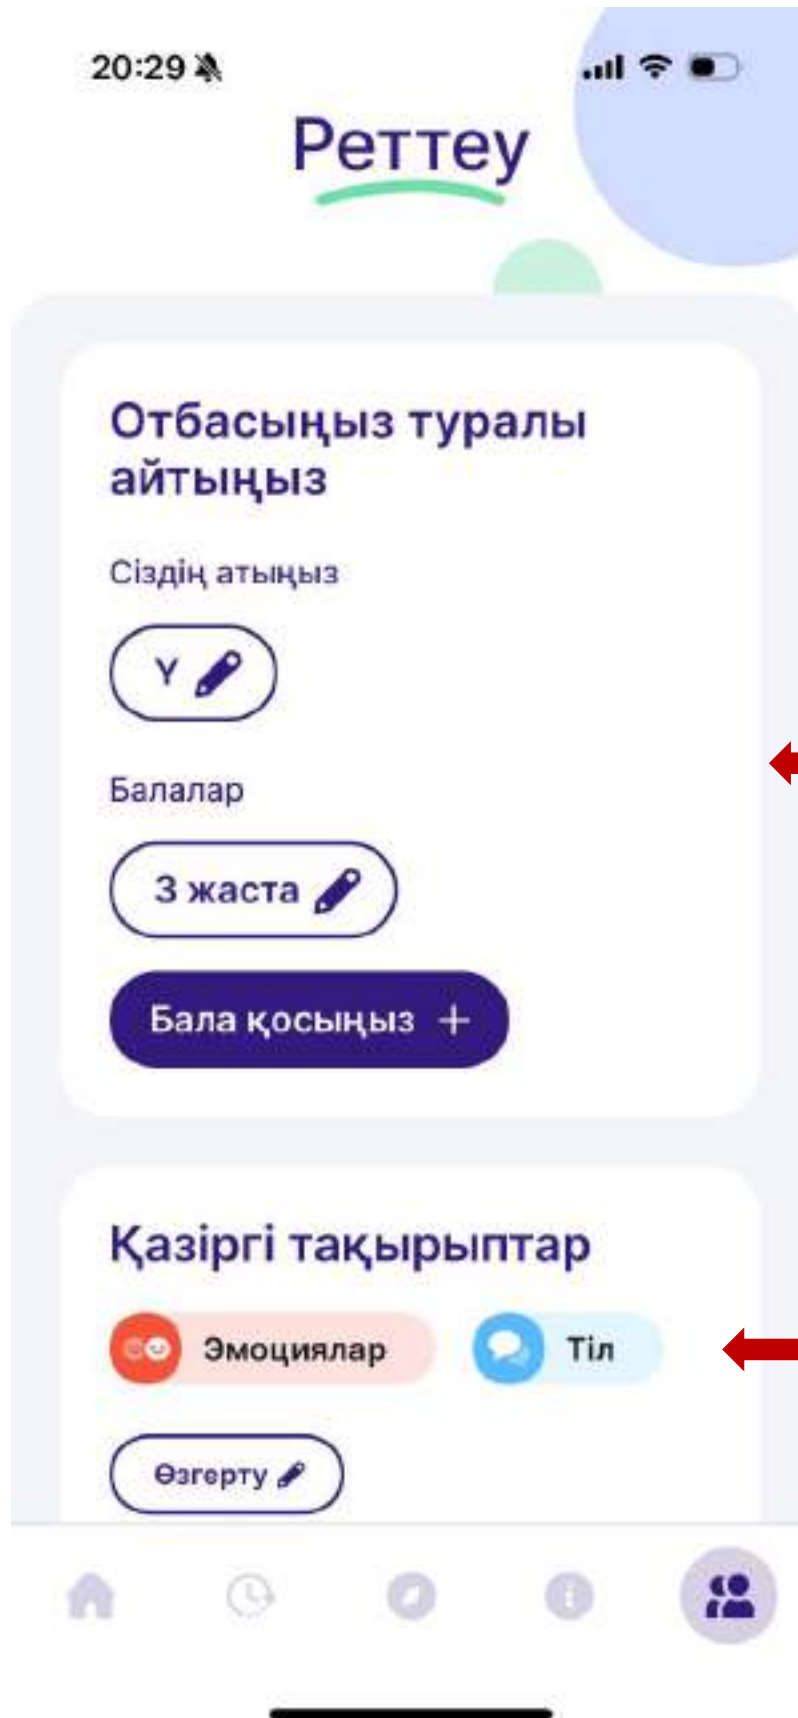 20:29
Реттеу
Отбасыңыз туралы
айтыңыз
Сіздің атыңыз
Ү
Балалар
3 жаста
Бала қосыңыз +
Қазіргі тақырыптар
Эмоциялар
Тіл
Өзгерту